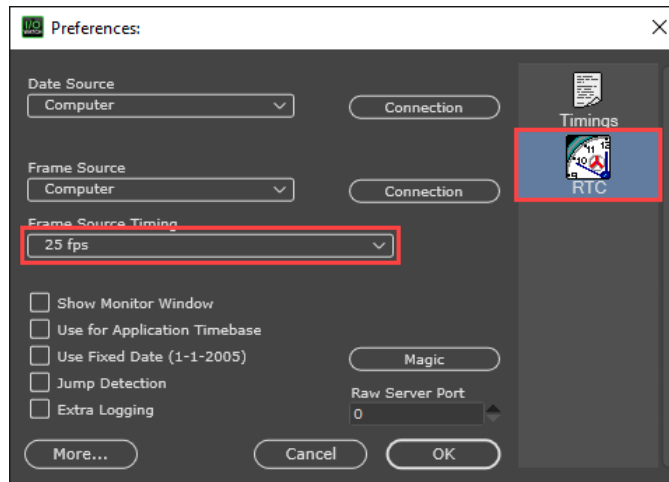 Preferences:
Date Source
Computer
Connection
Frame Source
Computer
Connection
Frame Source Timing
25 fps
Show Monitor Window
Use for Application Timebase
Use Fixed Date (1-1-2005)
Magic
Jump Detection
Raw Server Port
Extra Logging
0
More...
Cancel
OK
Timings
RTC